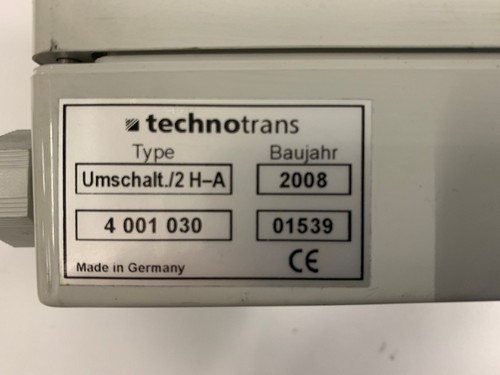 technotrans
Type Baujahr
Umschalt./2 H–A 2008
4 001 030 01539
Made in Germany CE